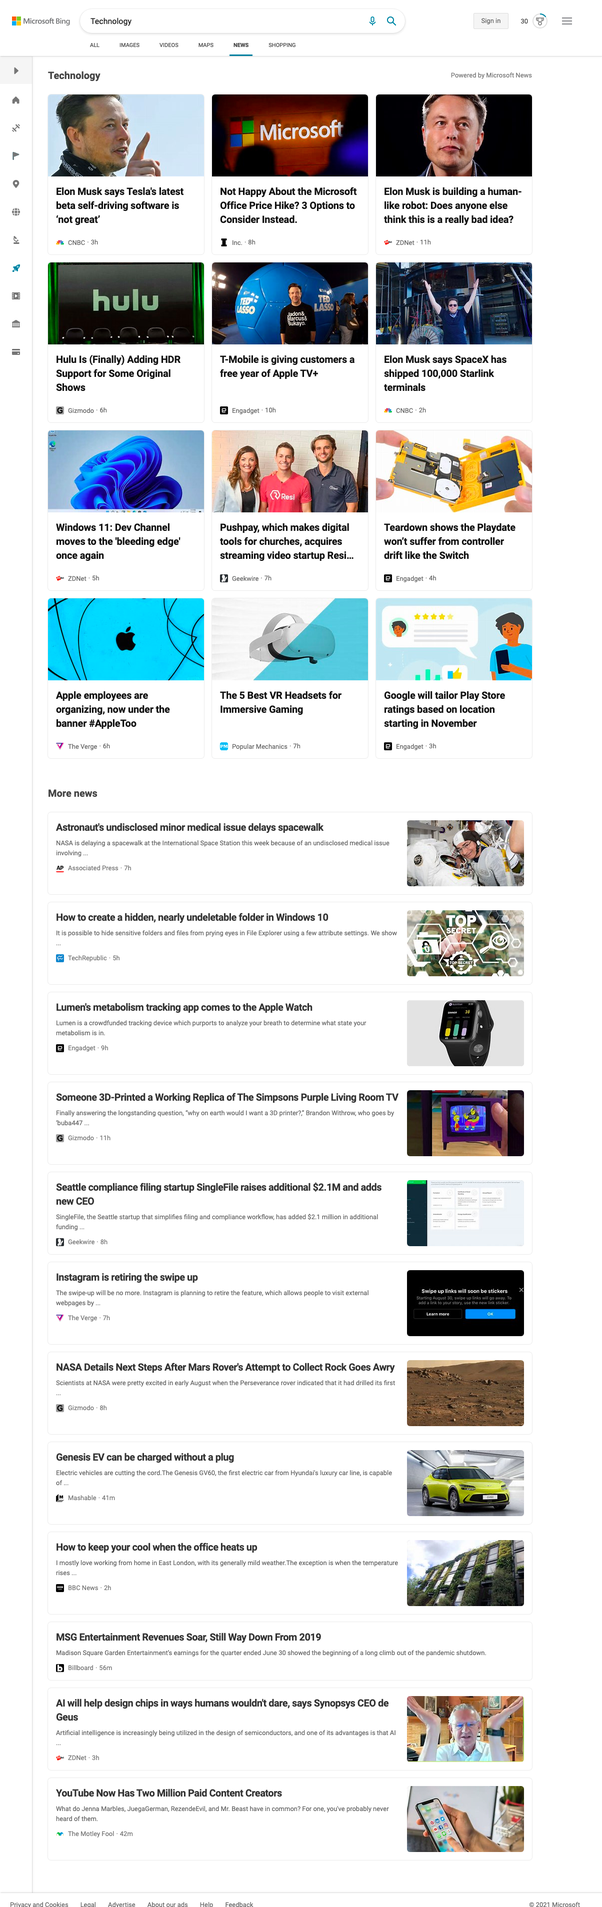 Microsoft Bing
Technology
Sign in
30
ALL
IMAGES
VIDEOS
MAPS
NEWS
SHOPPING
Technology
Powered by Microsoft News
Microsoft
Elon Musk says Tesla's latest
beta self-driving software is
'not great'
CNBC · 3h
Not Happy About the Microsoft
Office Price Hike? 3 Options to
Consider Instead.
Inc. · 8h
Elon Musk is building a human-
like robot: Does anyone else
think this is a really bad idea?
ZDNet · 11h
hulu
TED LASSO
Jadon&
Marcus&
Bukayo.
TED
LASSO
Hulu Is (Finally) Adding HDR
Support for Some Original
Shows
Gizmodo · 6h
T-Mobile is giving customers a
free year of Apple TV+
Engadget · 10h
Elon Musk says SpaceX has
shipped 100,000 Starlink
terminals
CNBC · 2h
Resi
Windows 11: Dev Channel
moves to the 'bleeding edge'
once again
ZDNet · 5h
Pushpay, which makes digital
tools for churches, acquires
streaming video startup Resi...
Geekwire · 7h
Teardown shows the Playdate
won't suffer from controller
drift like the Switch
Engadget · 4h
Apple employees are
organizing, now under the
banner #AppleToo
The Verge · 6h
The 5 Best VR Headsets for
Immersive Gaming
Popular Mechanics · 7h
Google will tailor Play Store
ratings based on location
starting in November
Engadget · 3h
More news
Astronaut's undisclosed minor medical issue delays spacewalk
NASA is delaying a spacewalk at the International Space Station this week because of an undisclosed medical issue
involving ...
AP Associated Press · 7h
How to create a hidden, nearly undeletable folder in Windows 10
It is possible to hide sensitive folders and files from prying eyes in File Explorer using a few attribute settings. We show
...
TechRepublic · 5h
TOP
SECRET
TOP SECRET
Lumen's metabolism tracking app comes to the Apple Watch
Lumen is a crowdfunded tracking device which purports to analyze your breath to determine what state your
metabolism is in.
Engadget · 9h
Someone 3D-Printed a Working Replica of The Simpsons Purple Living Room TV
Finally answering the longstanding question, "why on earth would I want a 3D printer?," Brandon Withrow, who goes by
'buba447 ...
Gizmodo · 11h
Seattle compliance filing startup SingleFile raises additional $2.1M and adds
new CEO
SingleFile, the Seattle startup that simplifies filing and compliance workflow, has added $2.1 million in additional
funding ...
Geekwire · 8h
Instagram is retiring the swipe up
The swipe-up will be no more. Instagram is planning to retire the feature, which allows people to visit external
webpages by ...
The Verge · 7h
Swipe up links will soon be stickers
Starting August 30, swipe up links will go away. To
add a link to your story, use the new link sticker.
Learn more
OK
NASA Details Next Steps After Mars Rover's Attempt to Collect Rock Goes Awry
Scientists at NASA were pretty excited in early August when the Perseverance rover indicated that it had drilled its first
...
Gizmodo · 8h
Genesis EV can be charged without a plug
Electric vehicles are cutting the cord.The Genesis GV60, the first electric car from Hyundai's luxury car line, is capable
of ...
Mashable · 41m
How to keep your cool when the office heats up
I mostly love working from home in East London, with its generally mild weather.The exception is when the temperature
rises ...
BBC News · 2h
MSG Entertainment Revenues Soar, Still Way Down From 2019
Madison Square Garden Entertainment's earnings for the quarter ended June 30 showed the beginning of a long climb out of the pandemic shutdown.
Billboard · 56m
AI will help design chips in ways humans wouldn't dare, says Synopsys CEO de
Geus
Artificial intelligence is increasingly being utilized in the design of semiconductors, and one of its advantages is that AI
...
ZDNet · 3h
YouTube Now Has Two Million Paid Content Creators
What do Jenna Marbles, JuegaGerman, RezendeEvil, and Mr. Beast have in common? For one, you've probably never
heard of them.
The Motley Fool · 42m
Privacy and Cookies
Legal
Advertise
About our ads
Help
Feedback
© 2021 Microsoft